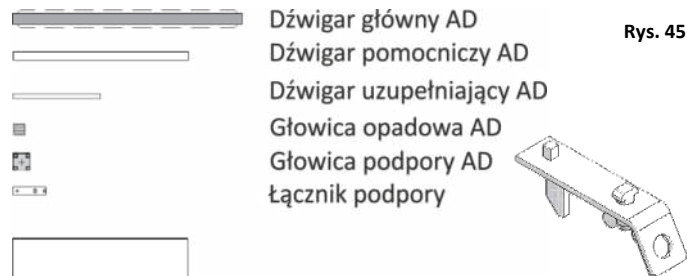 Dźwigar główny AD
Rys. 45
Dźwigar pomocniczy AD
Dźwigar uzupełniający AD
Głowica opadowa AD
Głowica podpory AD
Łącznik podpory